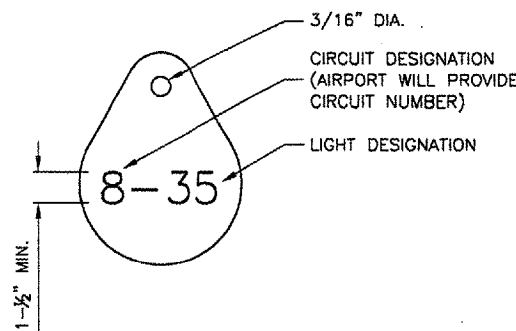 3/16" DIA.
CIRCUIT DESIGNATION
(AIRPORT WILL PROVIDE
CIRCUIT NUMBER)
8-35
LIGHT DESIGNATION
1-½" MIN.